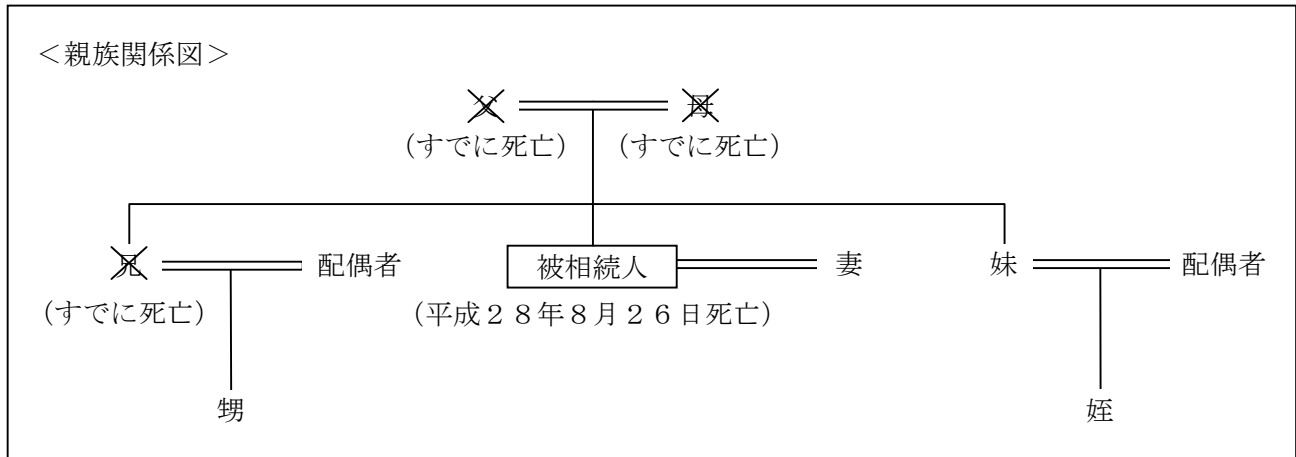 ＜親族関係図＞
父 母
（すでに死亡） （すでに死亡）
兄 配偶者 被相続人 妻 妹 配偶者
（すでに死亡） （平成２８年８月２６日死亡）
甥 姪